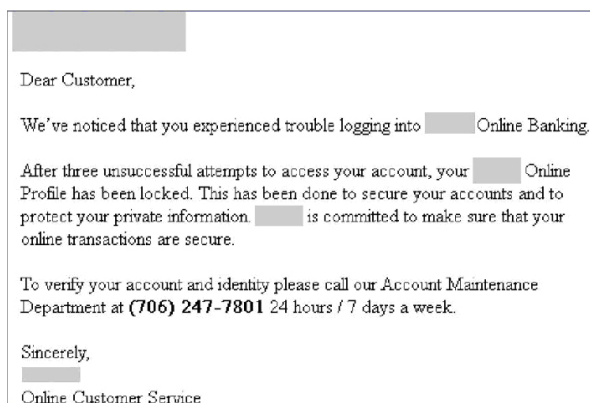 Dear Customer,
We've noticed that you experienced trouble logging into Online Banking.
After three unsuccessful attempts to access your account, your Online
Profile has been locked. This has been done to secure your accounts and to
protect your private information. is committed to make sure that your
online transactions are secure.
To verify your account and identity please call our Account Maintenance
Department at (706) 247-7801 24 hours / 7 days a week.
Sincerely,
Online Customer Service